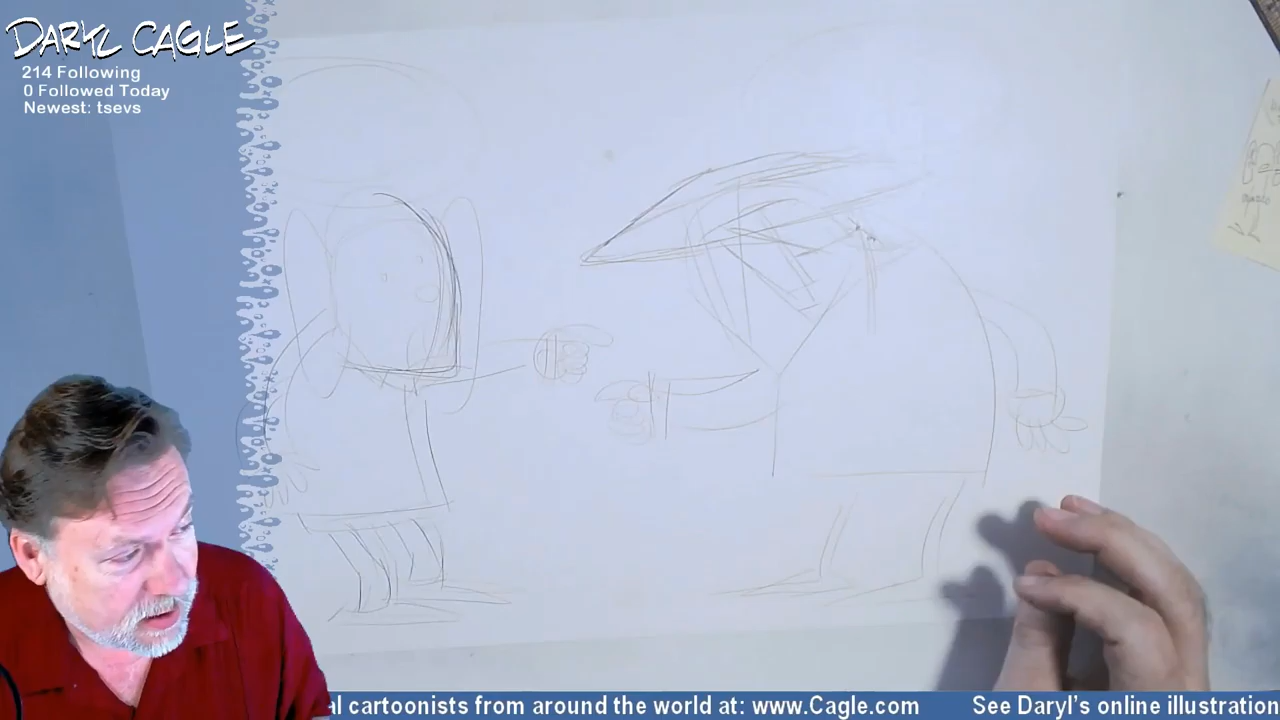 DARYL CAGLE
214 Following
0 Followed Today
Newest: tsevs
l cartoonists from around the world at: www.Cagle.com See Daryl's online illustration